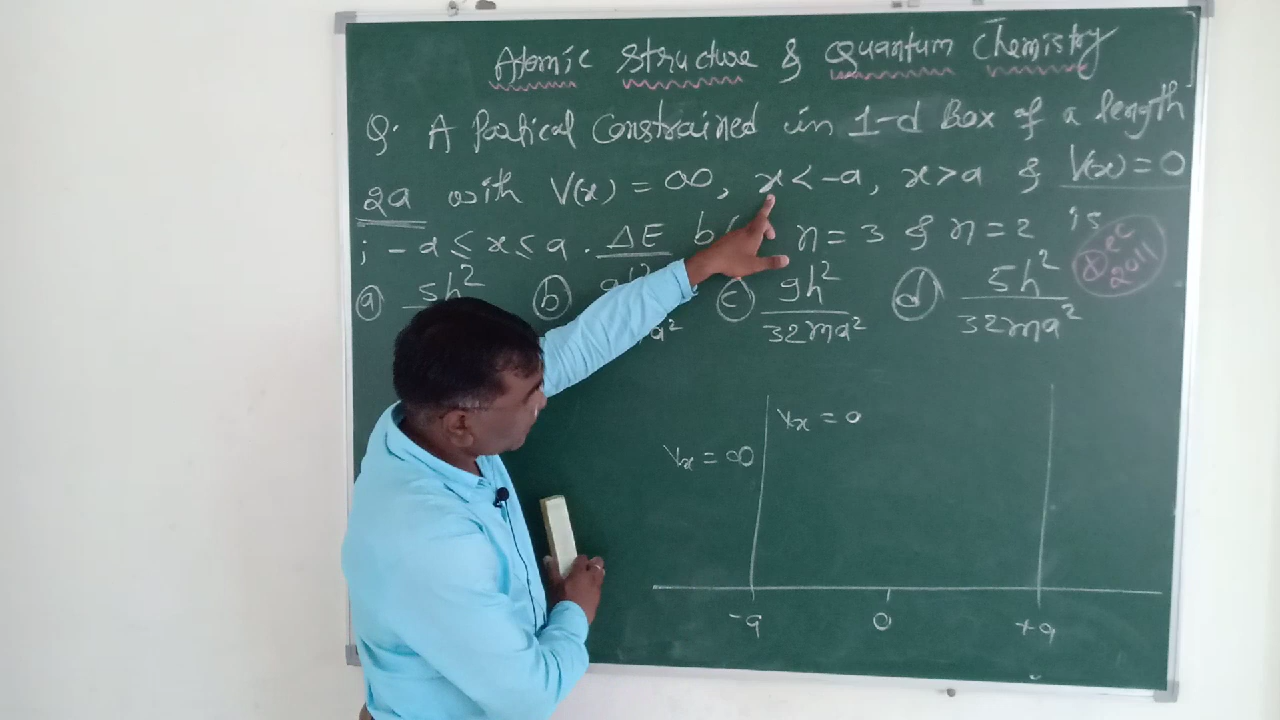 Atomic Structure & Quantum Chemistry
Q. A Partical Constrained in 1-d Box of a length
2a with V(x) = ∞, x < -a, x > a & V(x) = 0
; -a ≤ x ≤ a. ΔE n = 3 & n = 2 is
Dec 2011
(a) 5h² (b) (c) 9h²/32ma² (d) 5h²/32ma²
Vx = 0
Vx = ∞
-a 0 +a